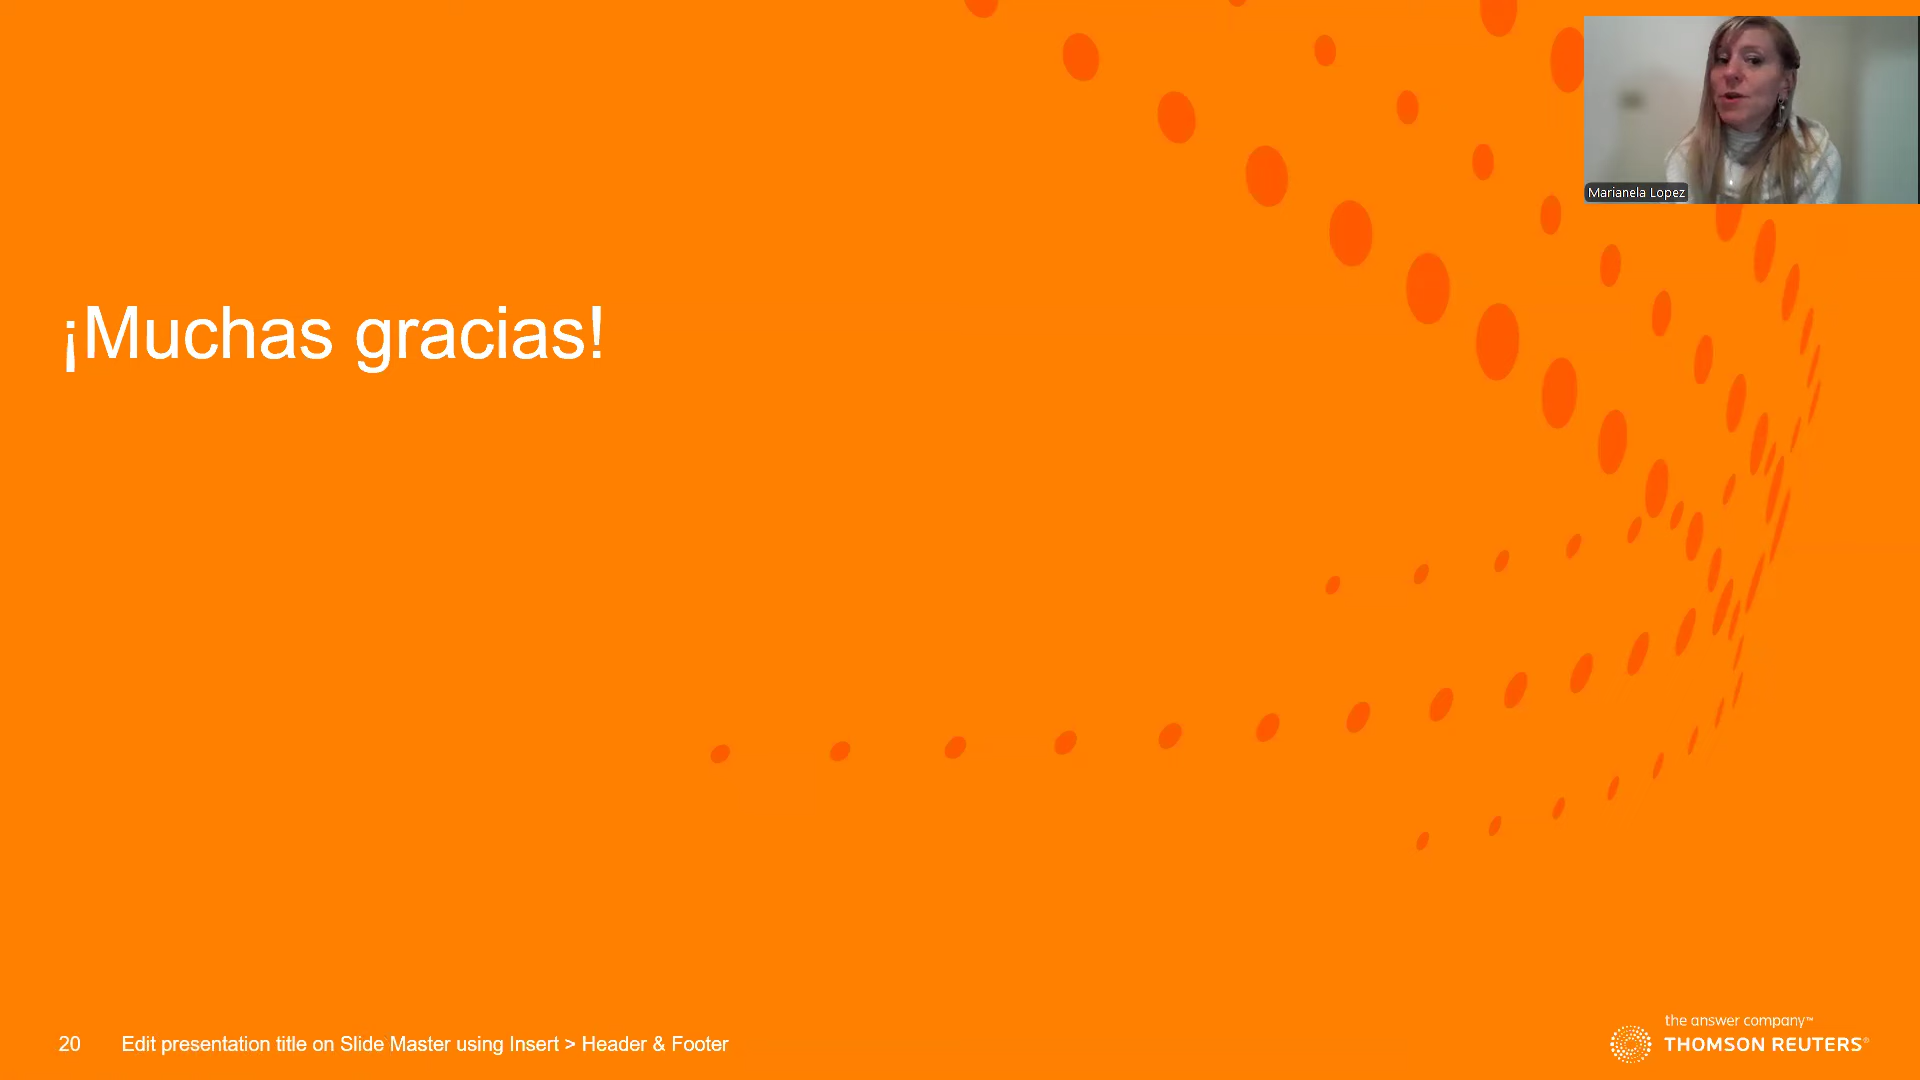 Marianela Lopez
¡Muchas gracias!
20 Edit presentation title on Slide Master using Insert > Header & Footer
the answer company™
THOMSON REUTERS®